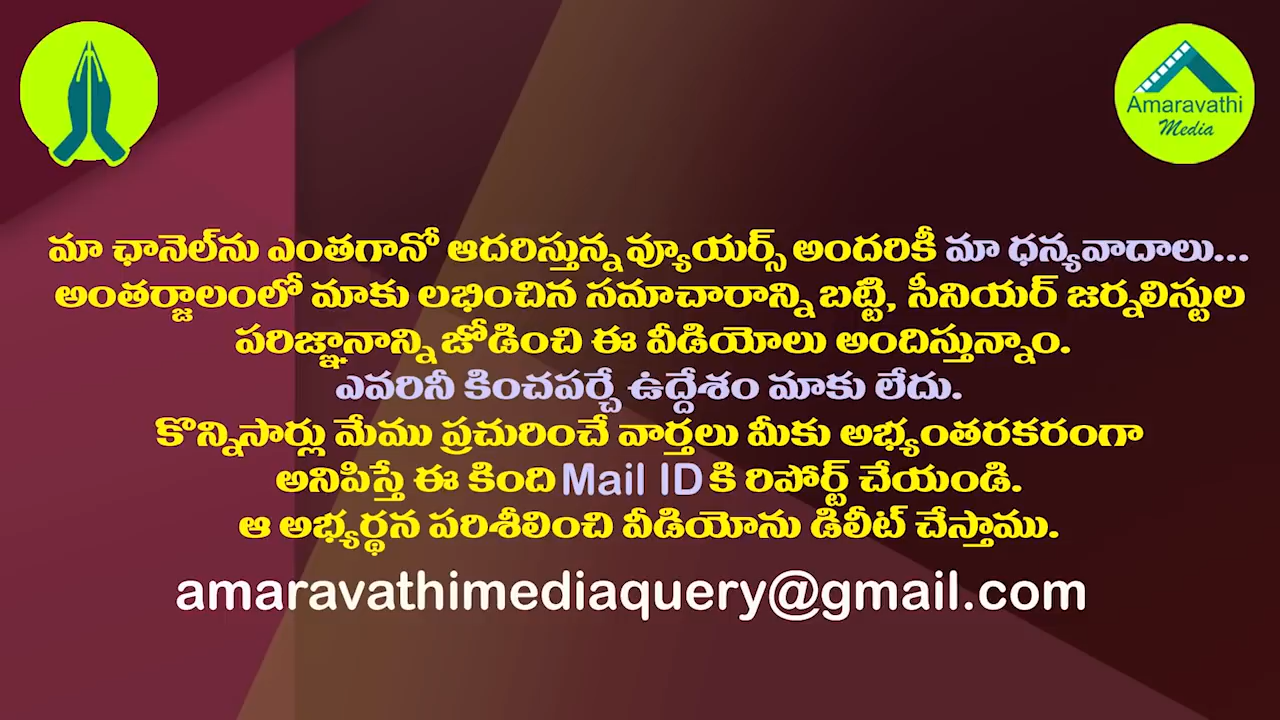 Amaravathi
Media
మా ఛానెల్‌ను ఎంతగానో ఆదరిస్తున్న వ్యూయర్స్ అందరికీ మా ధన్యవాదాలు...
అంతర్జాలంలో మాకు లభించిన సమాచారాన్ని బట్టి, సీనియర్ జర్నలిస్టుల
పరిజ్ఞానాన్ని జోడించి ఈ వీడియోలు అందిస్తున్నాం.
ఎవరినీ కించపర్చే ఉద్దేశం మాకు లేదు.
కొన్నిసార్లు మేము ప్రచురించే వార్తలు మీకు అభ్యంతరకరంగా
అనిపిస్తే ఈ కింది Mail ID కి రిపోర్ట్ చేయండి.
ఆ అభ్యర్థన పరిశీలించి వీడియోను డిలీట్ చేస్తాము.
amaravathimediaquery@gmail.com